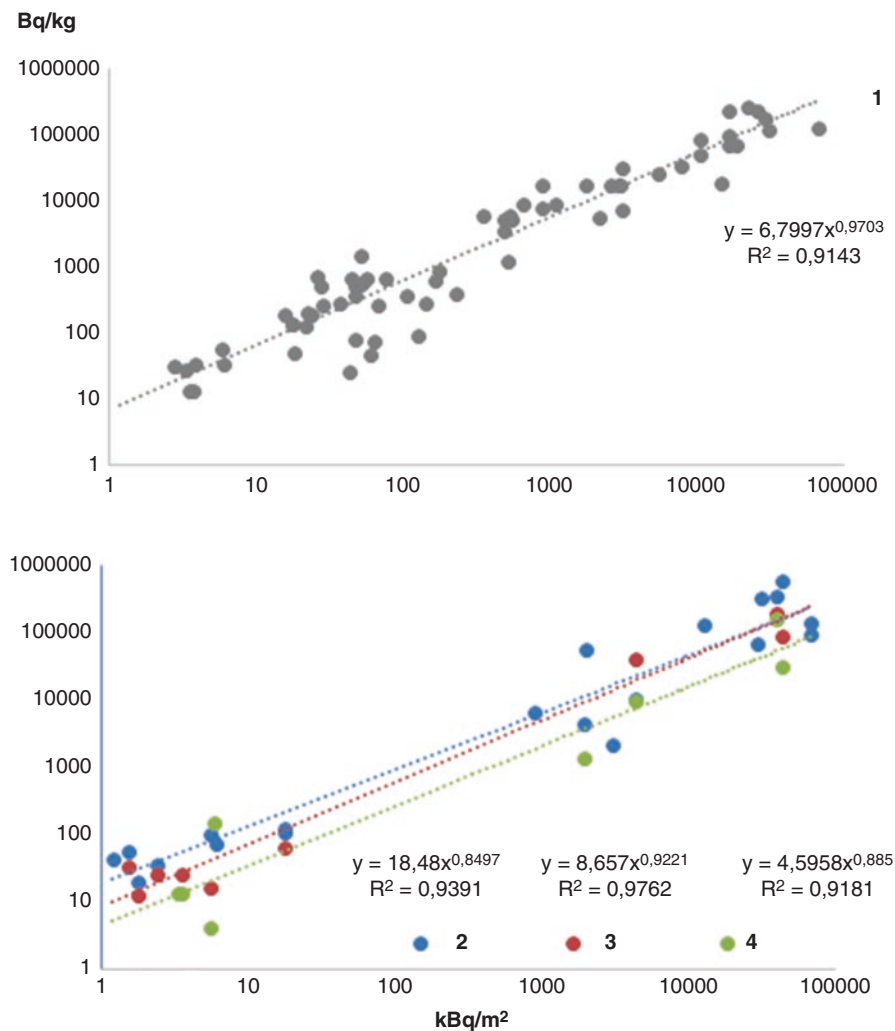 Bq/kg
1000000
1
100000
10000
y = 6,7997x^0,9703
R² = 0,9143
1000
100
10
1
1 10 100 1000 10000 100000
1000000
100000
10000
1000
100
y = 18,48x^0,8497 y = 8,657x^0,9221 y = 4,5958x^0,885
R² = 0,9391 R² = 0,9762 R² = 0,9181
10
2 3 4
1
1 10 100 1000 10000 100000
kBq/m²